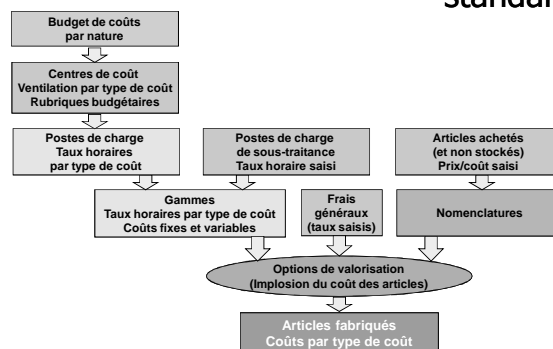 Budget de coûts
par nature
Centres de coût
Ventilation par type de coût
Rubriques budgétaires
Postes de charge
Taux horaires
par type de coût
Postes de charge
de sous-traitance
Taux horaire saisi
Articles achetés
(et non stockés)
Prix/coût saisi
Gammes
Taux horaires par type de coût
Coûts fixes et variables
Frais
généraux
(taux saisis)
Nomenclatures
Options de valorisation
(Implosion du coût des articles)
Articles fabriqués
Coûts par type de coût